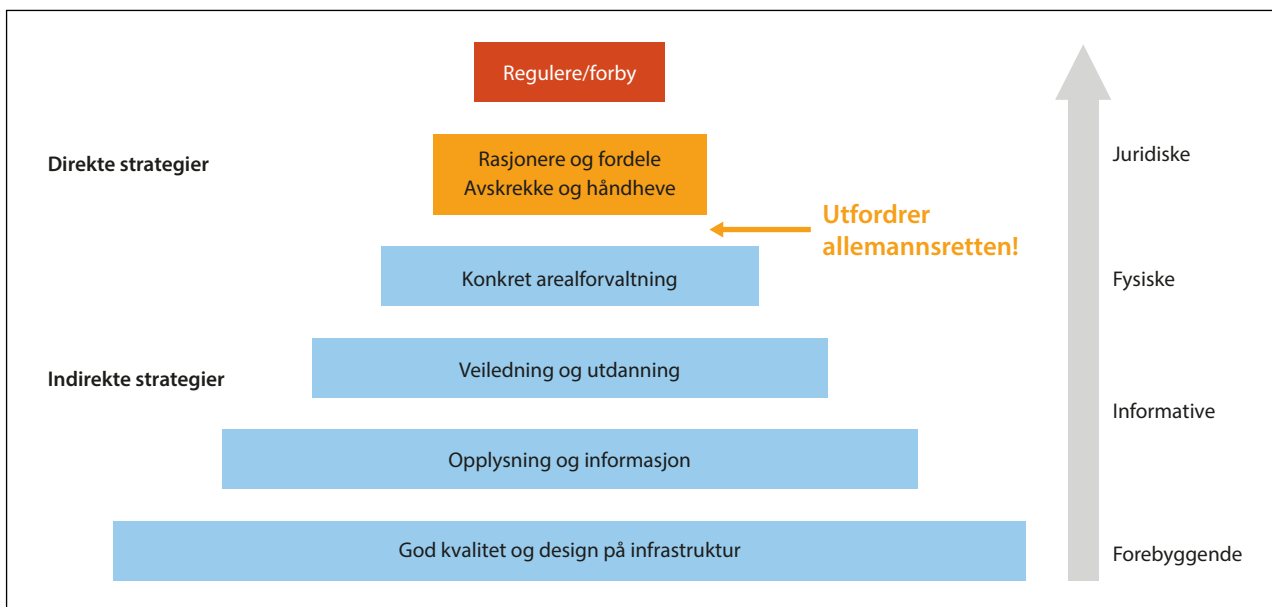 Regulere/forby
Direkte strategier
Rasjonere og fordele
Avskrekke og håndheve
Juridiske
Utfordrer
allemannsretten!
Konkret arealforvaltning
Fysiske
Indirekte strategier
Veiledning og utdanning
Informative
Opplysning og informasjon
God kvalitet og design på infrastruktur
Forebyggende